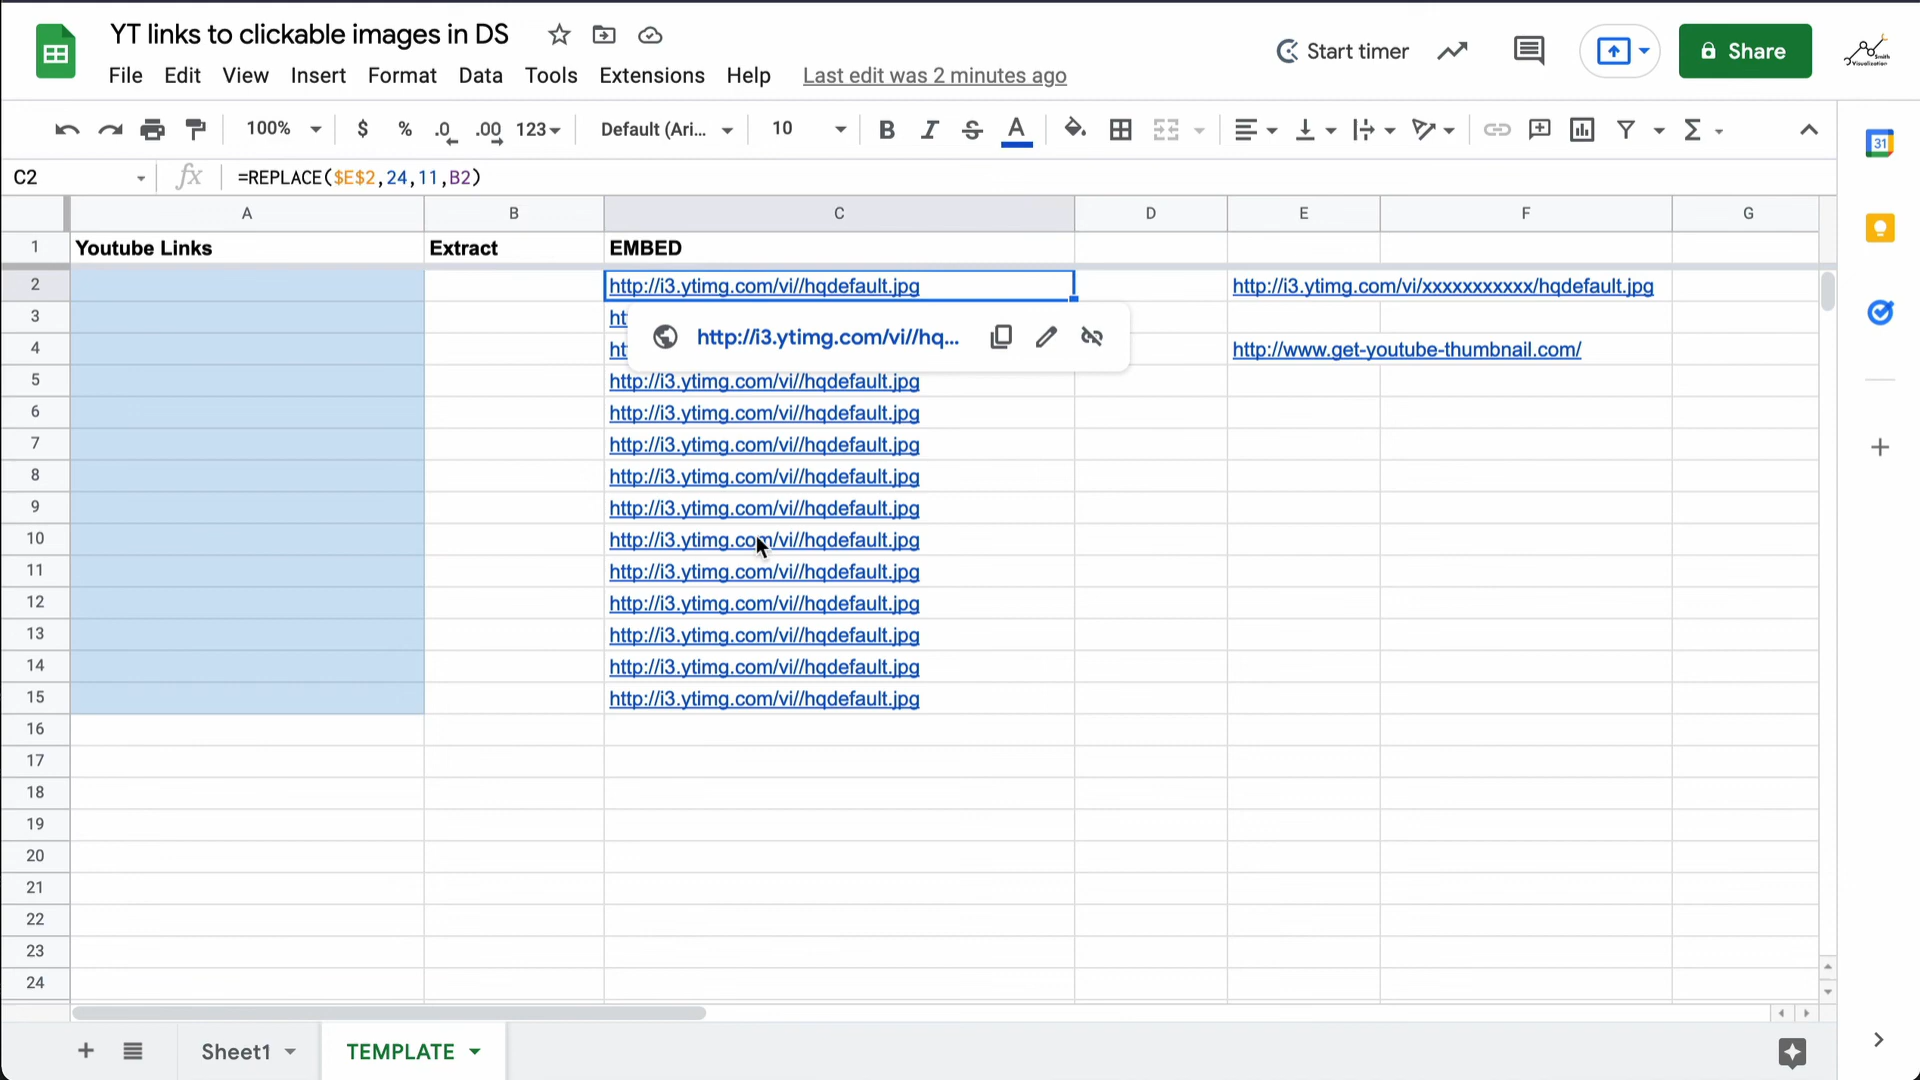 YT links to clickable images in DS
Start timer
Share
File Edit View Insert Format Data Tools Extensions Help Last edit was 2 minutes ago
100% $ % .0 .00 123 Default (Ari... 10 B I S A
31
C2 fx =REPLACE($E$2,24,11,B2)
A B C D E F G
1 Youtube Links Extract EMBED
2 http://i3.ytimg.com/vi//hqdefault.jpg http://i3.ytimg.com/vi/xxxxxxxxxxx/hqdefault.jpg
3 ht
http://i3.ytimg.com/vi//hq...
4 ht http://www.get-youtube-thumbnail.com/
5 http://i3.ytimg.com/vi//hqdefault.jpg
6 http://i3.ytimg.com/vi//hqdefault.jpg
7 http://i3.ytimg.com/vi//hqdefault.jpg
8 http://i3.ytimg.com/vi//hqdefault.jpg
9 http://i3.ytimg.com/vi//hqdefault.jpg
10 http://i3.ytimg.com/vi//hqdefault.jpg
11 http://i3.ytimg.com/vi//hqdefault.jpg
12 http://i3.ytimg.com/vi//hqdefault.jpg
13 http://i3.ytimg.com/vi//hqdefault.jpg
14 http://i3.ytimg.com/vi//hqdefault.jpg
15 http://i3.ytimg.com/vi//hqdefault.jpg
16
17
18
19
20
21
22
23
24
Sheet1 TEMPLATE